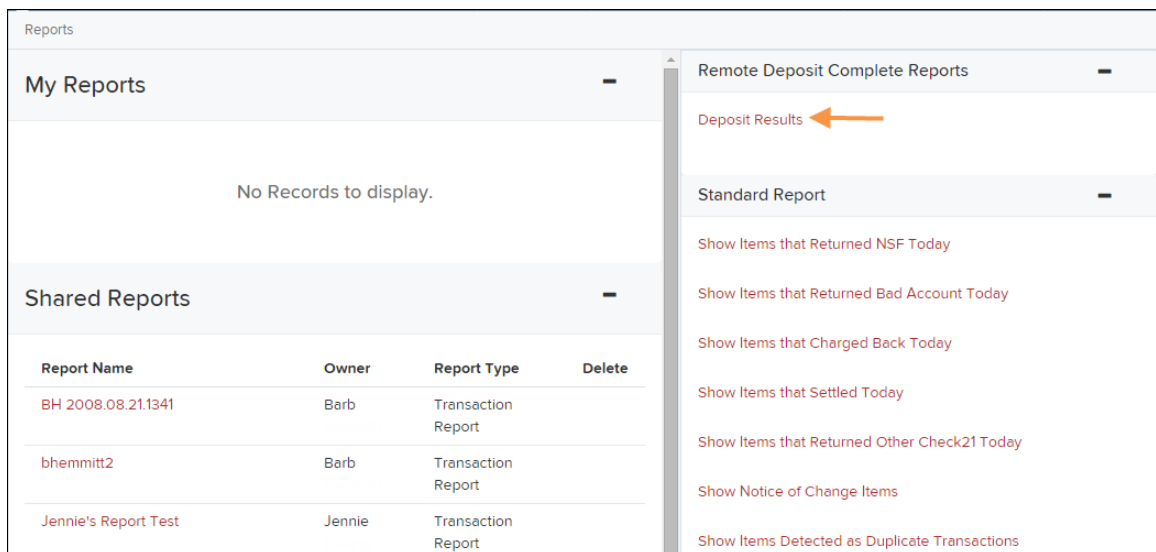 Reports
My Reports
No Records to display.
Shared Reports
Report Name Owner Report Type Delete
BH 2008.08.21.1341 Barb Transaction
Report
bhemmitt2 Barb Transaction
Report
Jennie's Report Test Jennie Transaction
Report
Remote Deposit Complete Reports
Deposit Results
Standard Report
Show Items that Returned NSF Today
Show Items that Returned Bad Account Today
Show Items that Charged Back Today
Show Items that Settled Today
Show Items that Returned Other Check21 Today
Show Notice of Change Items
Show Items Detected as Duplicate Transactions